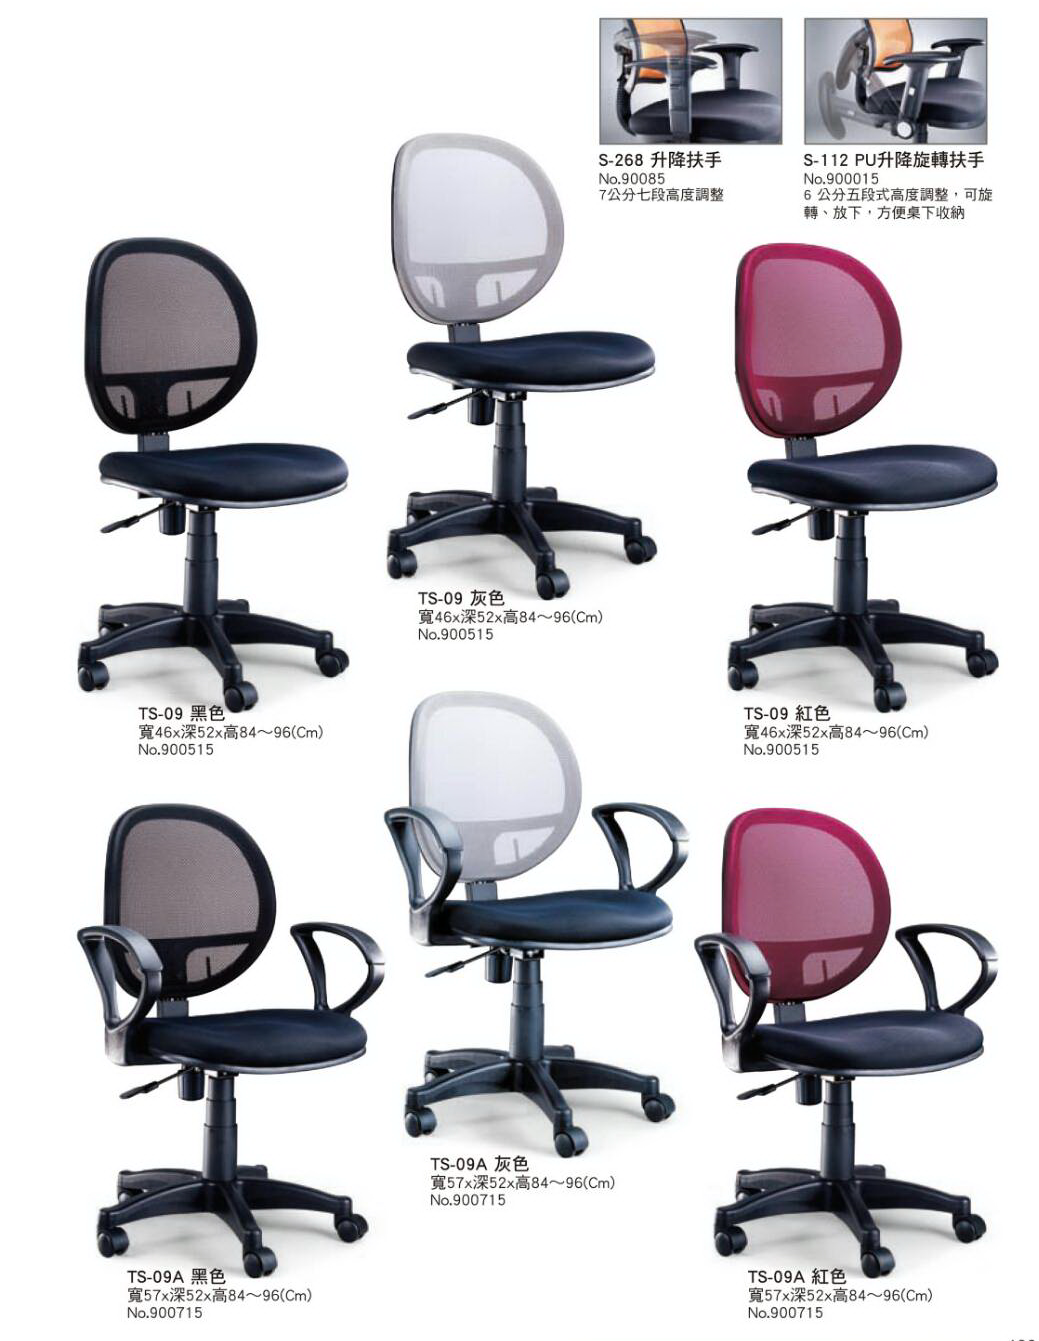 S-268 升降扶手
No.90085
7公分七段高度調整
S-112 PU升降旋轉扶手
No.900015
6 公分五段式高度調整，可旋
轉、放下，方便桌下收納
TS-09 灰色
寬46x深52x高84～96(Cm)
No.900515
TS-09 黑色
寬46x深52x高84～96(Cm)
No.900515
TS-09 紅色
寬46x深52x高84～96(Cm)
No.900515
TS-09A 灰色
寬57x深52x高84～96(Cm)
No.900715
TS-09A 黑色
寬57x深52x高84～96(Cm)
No.900715
TS-09A 紅色
寬57x深52x高84～96(Cm)
No.900715